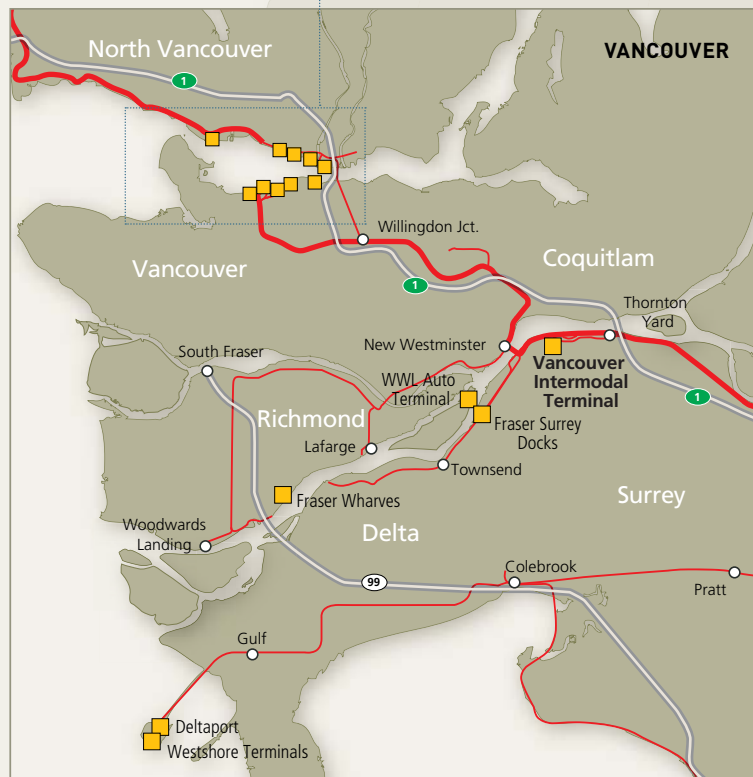 North Vancouver
VANCOUVER
1
Willingdon Jct.
Coquitlam
Vancouver
1
Thornton
Yard
New Westminster
South Fraser
Vancouver
Intermodal
Terminal
WWL Auto
Terminal
1
Richmond
Fraser Surrey
Docks
Lafarge
Townsend
Surrey
Fraser Wharves
Woodwards
Landing
Delta
Colebrook
99
Pratt
Gulf
Deltaport
Westshore Terminals